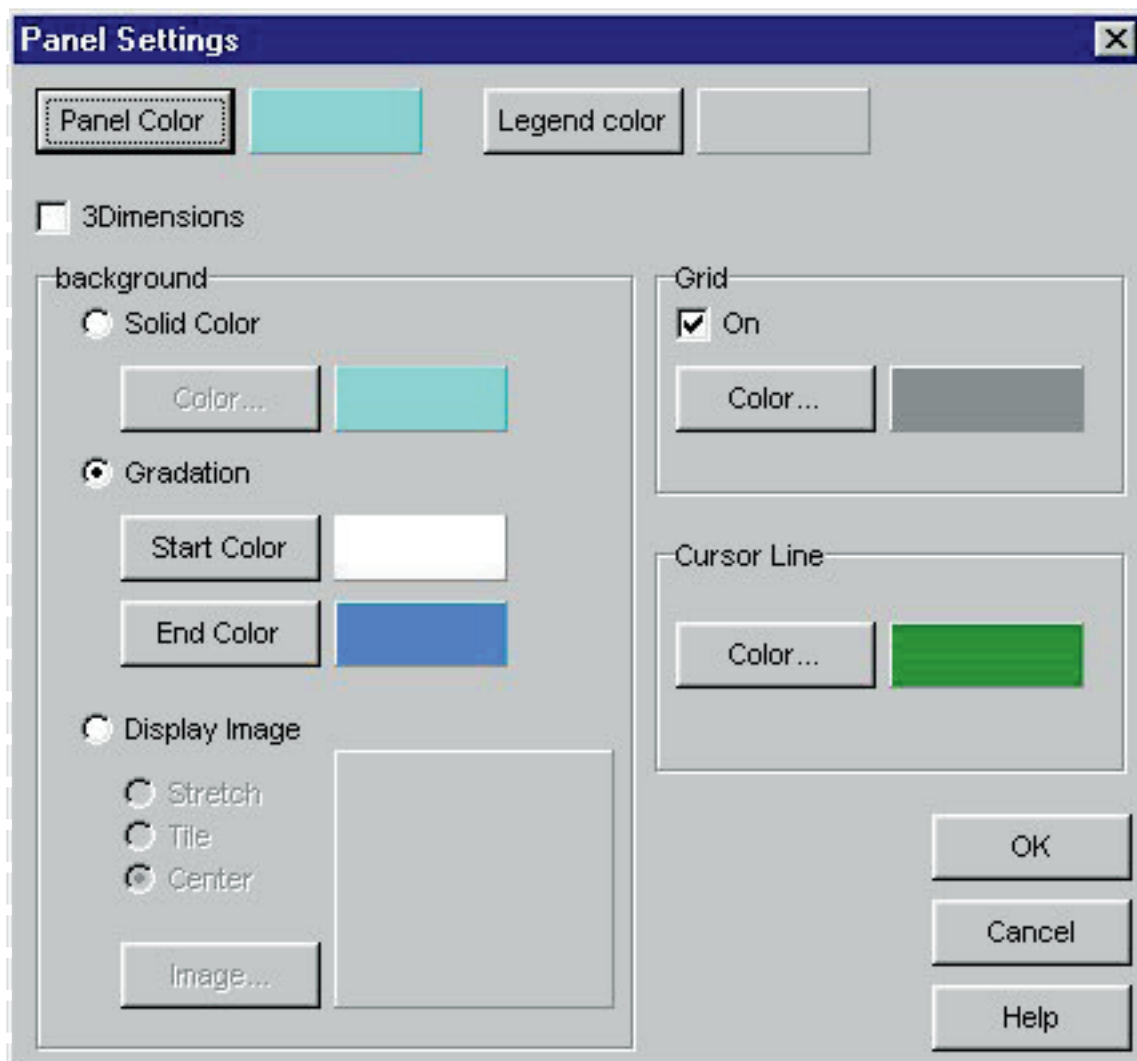 Panel Settings
Panel Color
Legend color
3Dimensions
background
Solid Color
Color...
Gradation
Start Color
End Color
Display Image
Stretch
Tile
Center
Image...
Grid
On
Color...
Cursor Line
Color...
OK
Cancel
Help